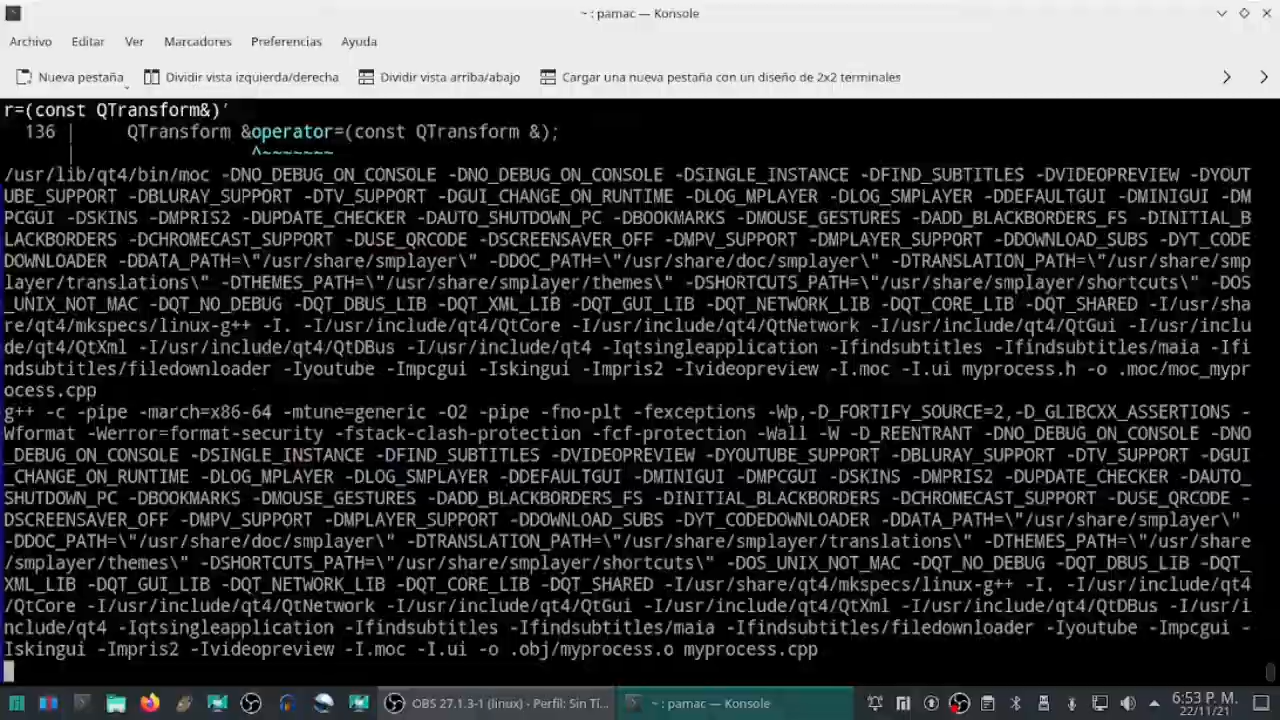 ~ : pamac — Konsole
Archivo Editar Ver Marcadores Preferencias Ayuda
Nueva pestaña Dividir vista izquierda/derecha Dividir vista arriba/abajo Cargar una nueva pestaña con un diseño de 2x2 terminales
r=(const QTransform&)’
136 |      QTransform &operator=(const QTransform &);
|                 ^~~~~~~~
/usr/lib/qt4/bin/moc -DNO_DEBUG_ON_CONSOLE -DNO_DEBUG_ON_CONSOLE -DSINGLE_INSTANCE -DFIND_SUBTITLES -DVIDEOPREVIEW -DYOUT
UBE_SUPPORT -DBLURAY_SUPPORT -DTV_SUPPORT -DGUI_CHANGE_ON_RUNTIME -DLOG_MPLAYER -DLOG_SMPLAYER -DDEFAULTGUI -DMINIGUI -DM
PCGUI -DSKINS -DMPRIS2 -DUPDATE_CHECKER -DAUTO_SHUTDOWN_PC -DBOOKMARKS -DMOUSE_GESTURES -DADD_BLACKBORDERS_FS -DINITIAL_B
LACKBORDERS -DCHROMECAST_SUPPORT -DUSE_QRCODE -DSCREENSAVER_OFF -DMPV_SUPPORT -DMPLAYER_SUPPORT -DDOWNLOAD_SUBS -DYT_CODE
DOWNLOADER -DDATA_PATH=\"/usr/share/smplayer\" -DDOC_PATH=\"/usr/share/doc/smplayer\" -DTRANSLATION_PATH=\"/usr/share/smp
layer/translations\" -DTHEMES_PATH=\"/usr/share/smplayer/themes\" -DSHORTCUTS_PATH=\"/usr/share/smplayer/shortcuts\" -DOS
_UNIX_NOT_MAC -DQT_NO_DEBUG -DQT_DBUS_LIB -DQT_XML_LIB -DQT_GUI_LIB -DQT_NETWORK_LIB -DQT_CORE_LIB -DQT_SHARED -I/usr/sha
re/qt4/mkspecs/linux-g++ -I. -I/usr/include/qt4/QtCore -I/usr/include/qt4/QtNetwork -I/usr/include/qt4/QtGui -I/usr/inclu
de/qt4/QtXml -I/usr/include/qt4/QtDBus -I/usr/include/qt4 -Iqtsingleapplication -Ifindsubtitles -Ifindsubtitles/maia -Ifi
ndsubtitles/filedownloader -Iyoutube -Impcgui -Iskingui -Impris2 -Ivideopreview -I.moc -I.ui myprocess.h -o .moc/moc_mypr
ocess.cpp
g++ -c -pipe -march=x86-64 -mtune=generic -O2 -pipe -fno-plt -fexceptions -Wp,-D_FORTIFY_SOURCE=2,-D_GLIBCXX_ASSERTIONS -
Wformat -Werror=format-security -fstack-clash-protection -fcf-protection -Wall -W -D_REENTRANT -DNO_DEBUG_ON_CONSOLE -DNO
_DEBUG_ON_CONSOLE -DSINGLE_INSTANCE -DFIND_SUBTITLES -DVIDEOPREVIEW -DYOUTUBE_SUPPORT -DBLURAY_SUPPORT -DTV_SUPPORT -DGUI
_CHANGE_ON_RUNTIME -DLOG_MPLAYER -DLOG_SMPLAYER -DDEFAULTGUI -DMINIGUI -DMPCGUI -DSKINS -DMPRIS2 -DUPDATE_CHECKER -DAUTO_
SHUTDOWN_PC -DBOOKMARKS -DMOUSE_GESTURES -DADD_BLACKBORDERS_FS -DINITIAL_BLACKBORDERS -DCHROMECAST_SUPPORT -DUSE_QRCODE -
DSCREENSAVER_OFF -DMPV_SUPPORT -DMPLAYER_SUPPORT -DDOWNLOAD_SUBS -DYT_CODEDOWNLOADER -DDATA_PATH=\"/usr/share/smplayer\"
-DDOC_PATH=\"/usr/share/doc/smplayer\" -DTRANSLATION_PATH=\"/usr/share/smplayer/translations\" -DTHEMES_PATH=\"/usr/share
/smplayer/themes\" -DSHORTCUTS_PATH=\"/usr/share/smplayer/shortcuts\" -DOS_UNIX_NOT_MAC -DQT_NO_DEBUG -DQT_DBUS_LIB -DQT_
XML_LIB -DQT_GUI_LIB -DQT_NETWORK_LIB -DQT_CORE_LIB -DQT_SHARED -I/usr/share/qt4/mkspecs/linux-g++ -I. -I/usr/include/qt4
/QtCore -I/usr/include/qt4/QtNetwork -I/usr/include/qt4/QtGui -I/usr/include/qt4/QtXml -I/usr/include/qt4/QtDBus -I/usr/i
nclude/qt4 -Iqtsingleapplication -Ifindsubtitles -Ifindsubtitles/maia -Ifindsubtitles/filedownloader -Iyoutube -Impcgui -
Iskingui -Impris2 -Ivideopreview -I.moc -I.ui -o .obj/myprocess.o myprocess.cpp
OBS 27.1.3-1 (linux) - Perfil: Sin Tí... ~ : pamac — Konsole 6:53 P. M.
22/11/21